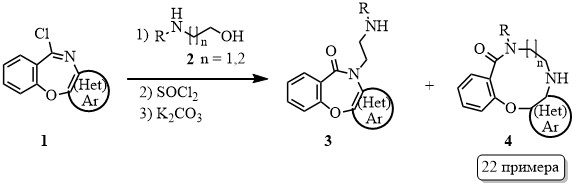 Cl
N
O
(Het)
Ar
1
1)
H
N
R
OH
n
2 n = 1,2
2) SOCl2
3) K2CO3
R
NH
O
N
O
(Het)
Ar
3
+
R
N
O
n
NH
O
(Het)
Ar
4
22 примера